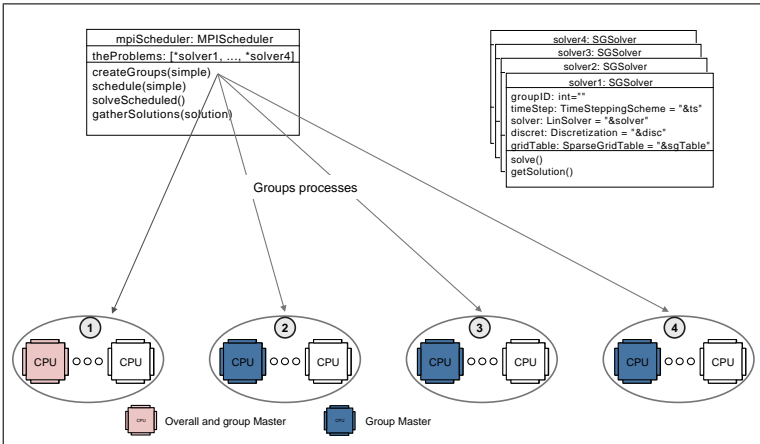 mpiScheduler: MPIScheduler
theProblems: [*solver1, ..., *solver4]
createGroups(simple)
schedule(simple)
solveScheduled()
gatherSolutions(solution)
solver4: SGSolver
solver3: SGSolver
solver2: SGSolver
solver1: SGSolver
groupID: int=""
timeStep: TimeSteppingScheme = "&ts"
solver: LinSolver = "&solver"
discret: Discretization = "&disc"
gridTable: SparseGridTable = "&sgTable"
solve()
getSolution()
Groups processes
1
2
3
4
CPU CPU
CPU CPU
CPU CPU
CPU CPU
CPU Overall and group Master
CPU Group Master